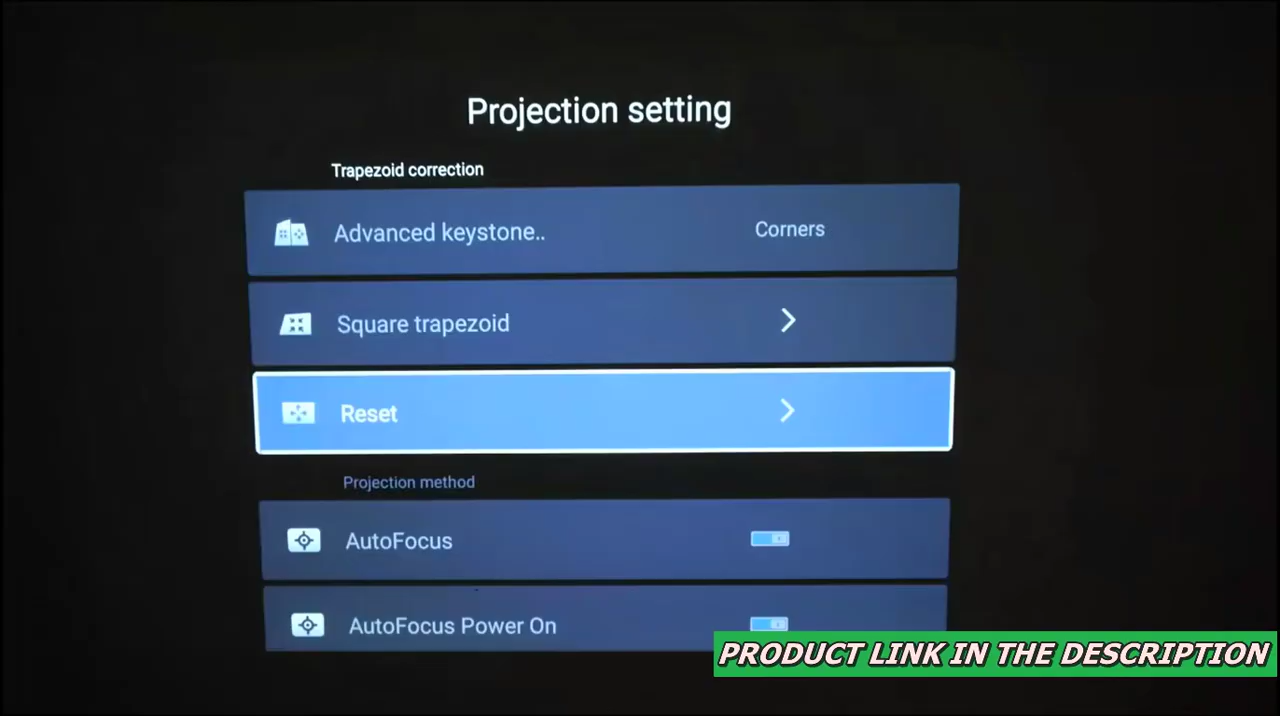 Projection setting
Trapezoid correction
Advanced keystone..
Corners
Square trapezoid
Reset
Projection method
AutoFocus
AutoFocus Power On
PRODUCT LINK IN THE DESCRIPTION